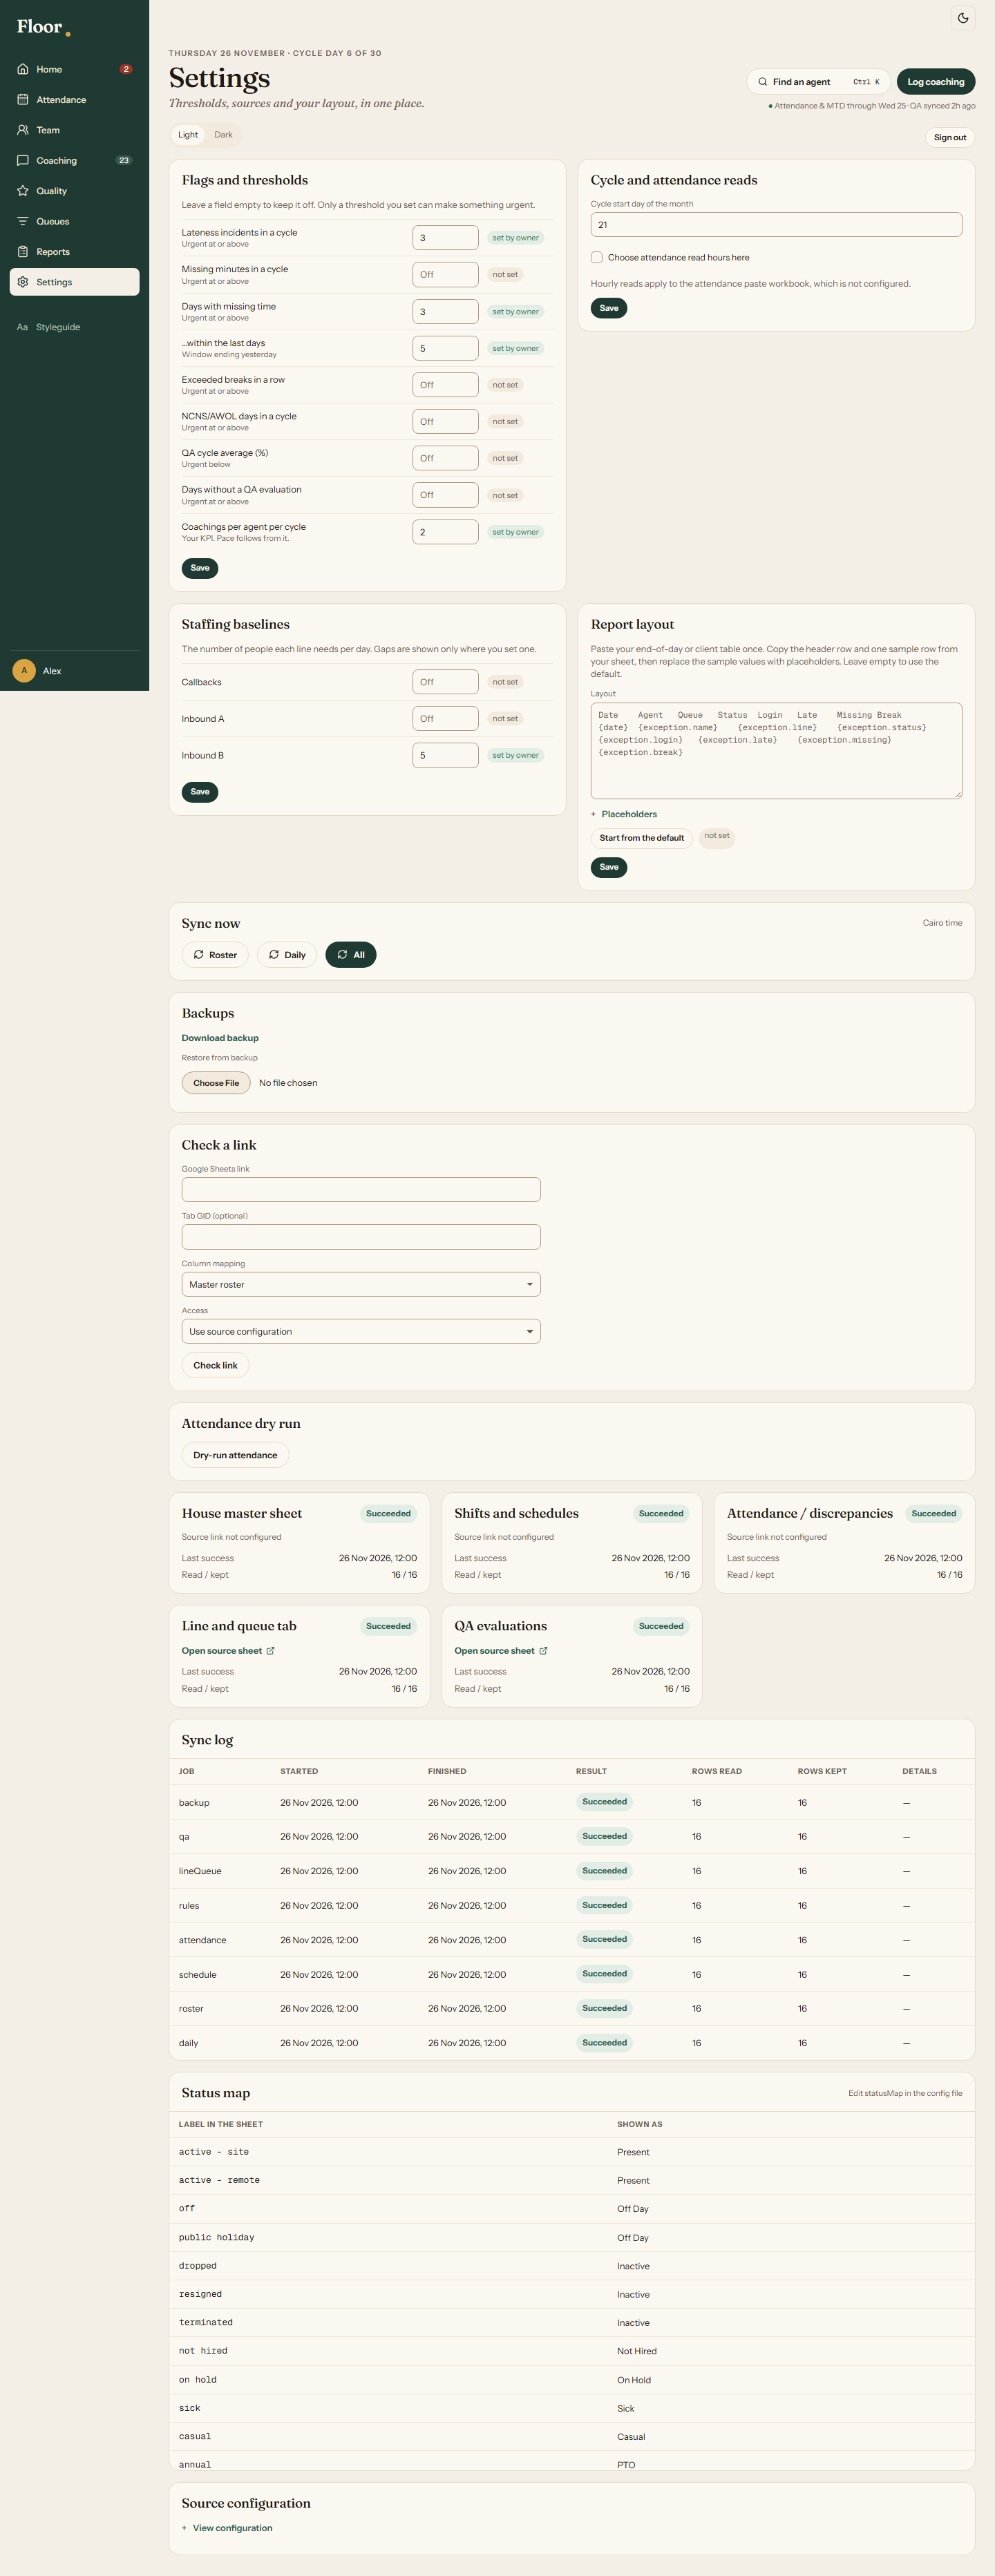 Floor.
Home 2
Attendance
Team
Coaching 23
Quality
Queues
Reports
Settings
Aa Styleguide
A Alex
THURSDAY 26 NOVEMBER · CYCLE DAY 6 OF 30
Settings
Thresholds, sources and your layout, in one place.
Find an agent Ctrl K
Log coaching
Attendance & MTD through Wed 25 · QA synced 2h ago
Light Dark
Sign out
Flags and thresholds
Leave a field empty to keep it off. Only a threshold you set can make something urgent.
Lateness incidents in a cycle
Urgent at or above
3 set by owner
Missing minutes in a cycle
Urgent at or above
Off not set
Days with missing time
Urgent at or above
3 set by owner
...within the last days
Window ending yesterday
5 set by owner
Exceeded breaks in a row
Urgent at or above
Off not set
NCNS/AWOL days in a cycle
Urgent at or above
Off not set
QA cycle average (%)
Urgent below
Off not set
Days without a QA evaluation
Urgent at or above
Off not set
Coachings per agent per cycle
Your KPI. Pace follows from it.
2 set by owner
Save
Cycle and attendance reads
Cycle start day of the month
21
Choose attendance read hours here
Hourly reads apply to the attendance paste workbook, which is not configured.
Save
Staffing baselines
The number of people each line needs per day. Gaps are shown only where you set one.
Callbacks Off not set
Inbound A Off not set
Inbound B 5 set by owner
Save
Report layout
Paste your end-of-day or client table once. Copy the header row and one sample row from
your sheet, then replace the sample values with placeholders. Leave empty to use the
default.
Layout
Date Agent Queue Status Login Late Missing Break
{date} {exception.name} {exception.line} {exception.status}
{exception.login} {exception.late} {exception.missing}
{exception.break}
+ Placeholders
Start from the default not set
Save
Sync now
Cairo time
Roster Daily All
Backups
Download backup
Restore from backup
Choose File No file chosen
Check a link
Google Sheets link
Tab GID (optional)
Column mapping
Master roster
Access
Use source configuration
Check link
Attendance dry run
Dry-run attendance
House master sheet Succeeded
Source link not configured
Last success 26 Nov 2026, 12:00
Read / kept 16 / 16
Shifts and schedules Succeeded
Source link not configured
Last success 26 Nov 2026, 12:00
Read / kept 16 / 16
Attendance / discrepancies Succeeded
Source link not configured
Last success 26 Nov 2026, 12:00
Read / kept 16 / 16
Line and queue tab Succeeded
Open source sheet
Last success 26 Nov 2026, 12:00
Read / kept 16 / 16
QA evaluations Succeeded
Open source sheet
Last success 26 Nov 2026, 12:00
Read / kept 16 / 16
Sync log
JOB STARTED FINISHED RESULT ROWS READ ROWS KEPT DETAILS
backup 26 Nov 2026, 12:00 26 Nov 2026, 12:00 Succeeded 16 16 —
qa 26 Nov 2026, 12:00 26 Nov 2026, 12:00 Succeeded 16 16 —
lineQueue 26 Nov 2026, 12:00 26 Nov 2026, 12:00 Succeeded 16 16 —
rules 26 Nov 2026, 12:00 26 Nov 2026, 12:00 Succeeded 16 16 —
attendance 26 Nov 2026, 12:00 26 Nov 2026, 12:00 Succeeded 16 16 —
schedule 26 Nov 2026, 12:00 26 Nov 2026, 12:00 Succeeded 16 16 —
roster 26 Nov 2026, 12:00 26 Nov 2026, 12:00 Succeeded 16 16 —
daily 26 Nov 2026, 12:00 26 Nov 2026, 12:00 Succeeded 16 16 —
Status map
Edit statusMap in the config file
LABEL IN THE SHEET SHOWN AS
active - site Present
active - remote Present
off Off Day
public holiday Off Day
dropped Inactive
resigned Inactive
terminated Inactive
not hired Not Hired
on hold On Hold
sick Sick
casual Casual
annual PTO
Source configuration
+ View configuration